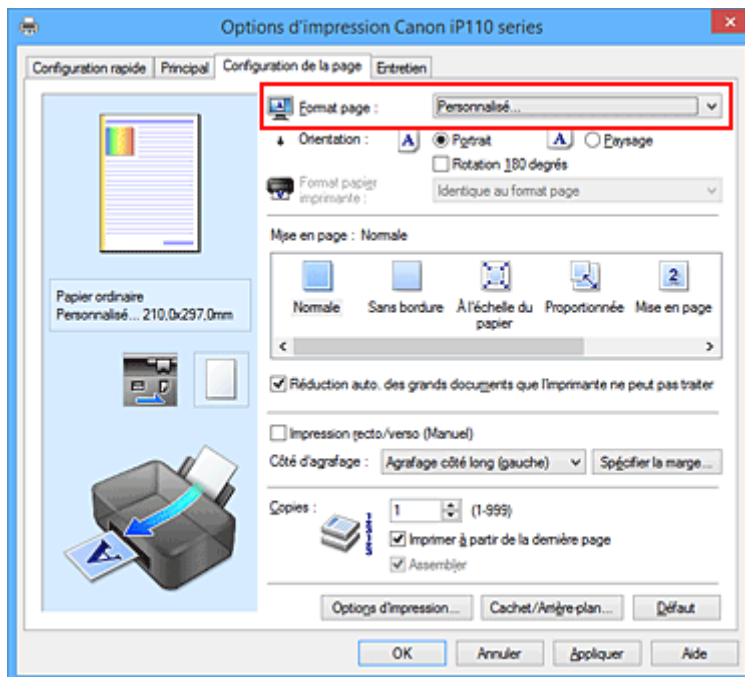 Options d'impression Canon iP110 series
Configuration rapide Principal Configuration de la page Entretien
Format page : Personnalisé...
Orientation : A Portrait A Paysage
Rotation 180 degrés
Format papier imprimante : Identique au format page
Mise en page : Normale
Normale Sans bordure À l'échelle du papier Proportionnée Mise en page
Papier ordinaire
Personnalisé... 210,0x297,0mm
Réduction auto. des grands documents que l'imprimante ne peut pas traiter
Impression recto/verso (Manuel)
Côté d'agrafage : Agrafage côté long (gauche) Spécifier la marge...
Copies : 1 (1-999)
Imprimer à partir de la dernière page
Assembler
Options d'impression... Cachet/Arrière-plan... Défaut
OK Annuler Appliquer Aide